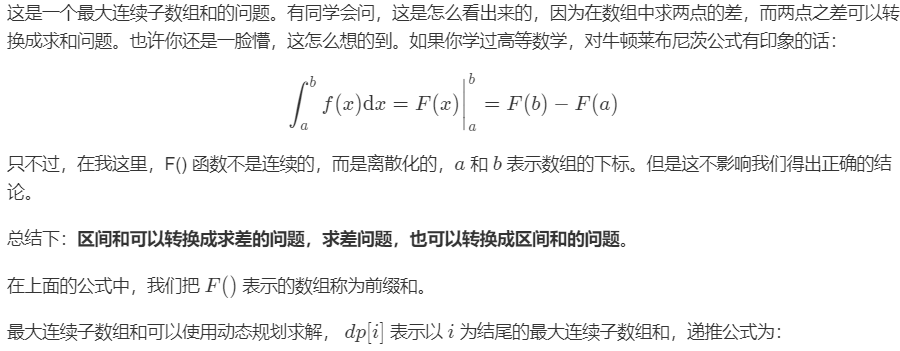 这是一个最大连续子数组和的问题。有同学会问，这是怎么看出来的，因为在数组中求两点的差，而两点之差可以转
换成求和问题。也许你还是一脸懵，这怎么想的到。如果你学过高等数学，对牛顿莱布尼茨公式有印象的话：
∫_a^b f(x)dx = F(x)|_a^b = F(b) − F(a)
只不过，在我这里，F() 函数不是连续的，而是离散化的，a 和 b 表示数组的下标。但是这不影响我们得出正确的结
论。
总结下：区间和可以转换成求差的问题，求差问题，也可以转换成区间和的问题。
在上面的公式中，我们把 F() 表示的数组称为前缀和。
最大连续子数组和可以使用动态规划求解， dp[i] 表示以 i 为结尾的最大连续子数组和，递推公式为：